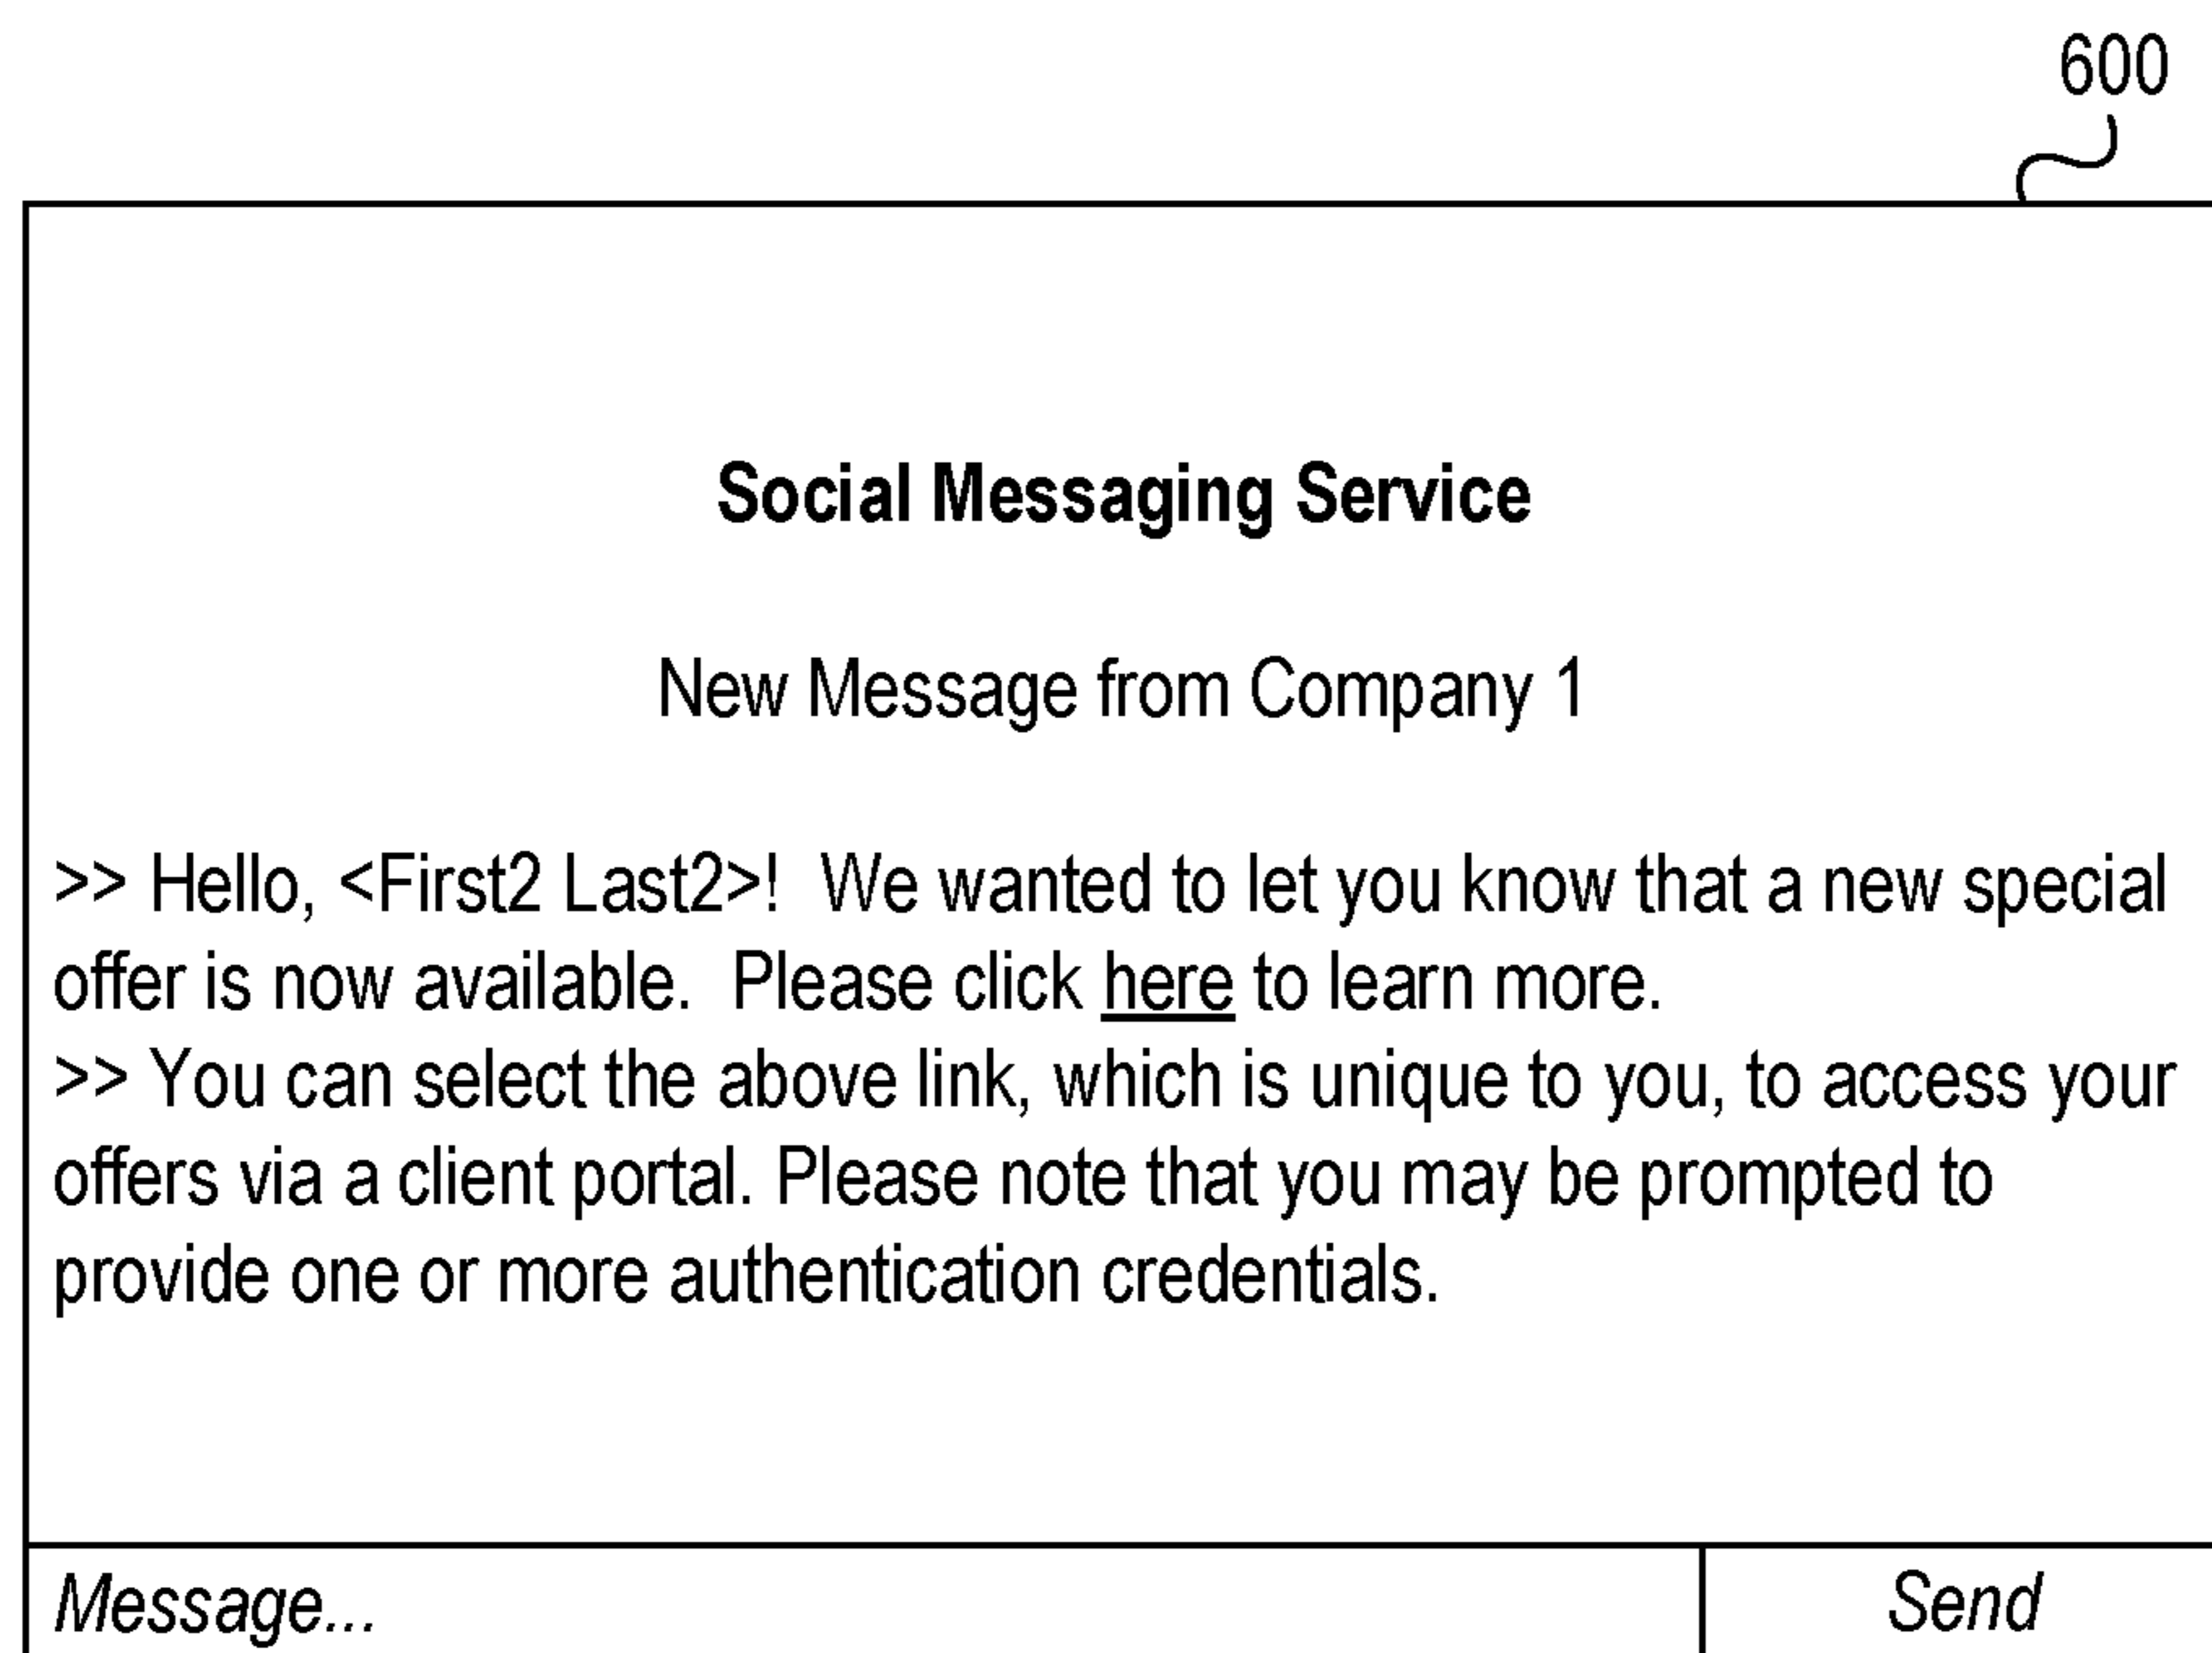 600
Social Messaging Service
New Message from Company 1
>> Hello, <First2 Last2>!  We wanted to let you know that a new special
offer is now available.  Please click here to learn more.
>> You can select the above link, which is unique to you, to access your
offers via a client portal. Please note that you may be prompted to
provide one or more authentication credentials.
Message...
Send